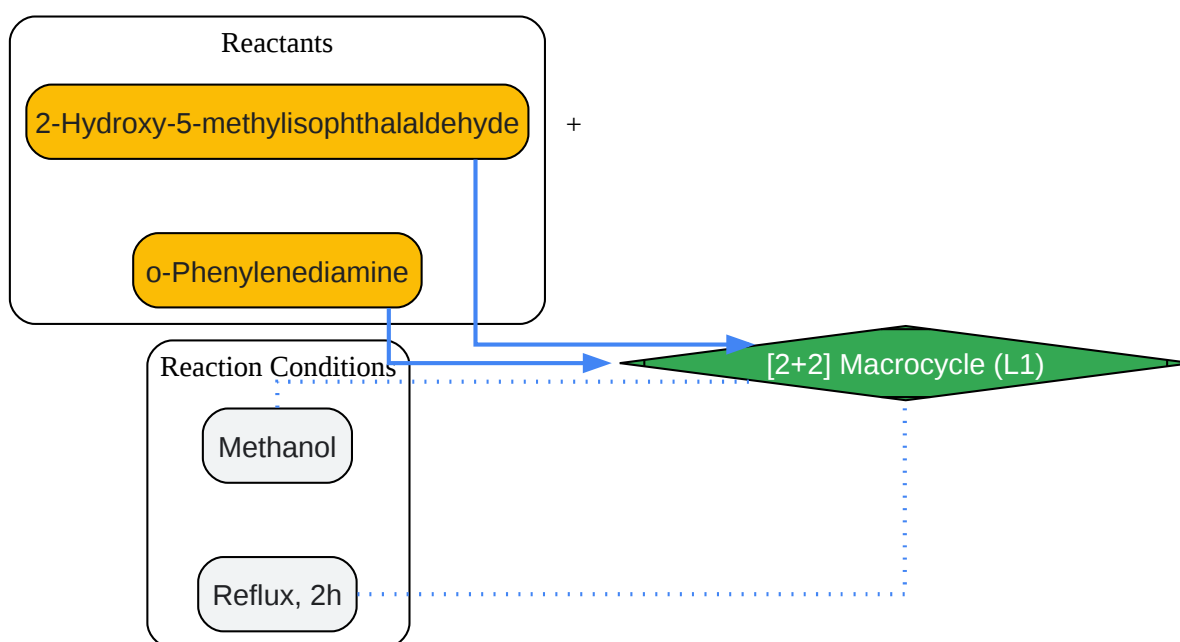 Reactants
2-Hydroxy-5-methylisophthalaldehyde
+
o-Phenylenediamine
Reaction Conditions
[2+2] Macrocycle (L1)
Methanol
Reflux, 2h